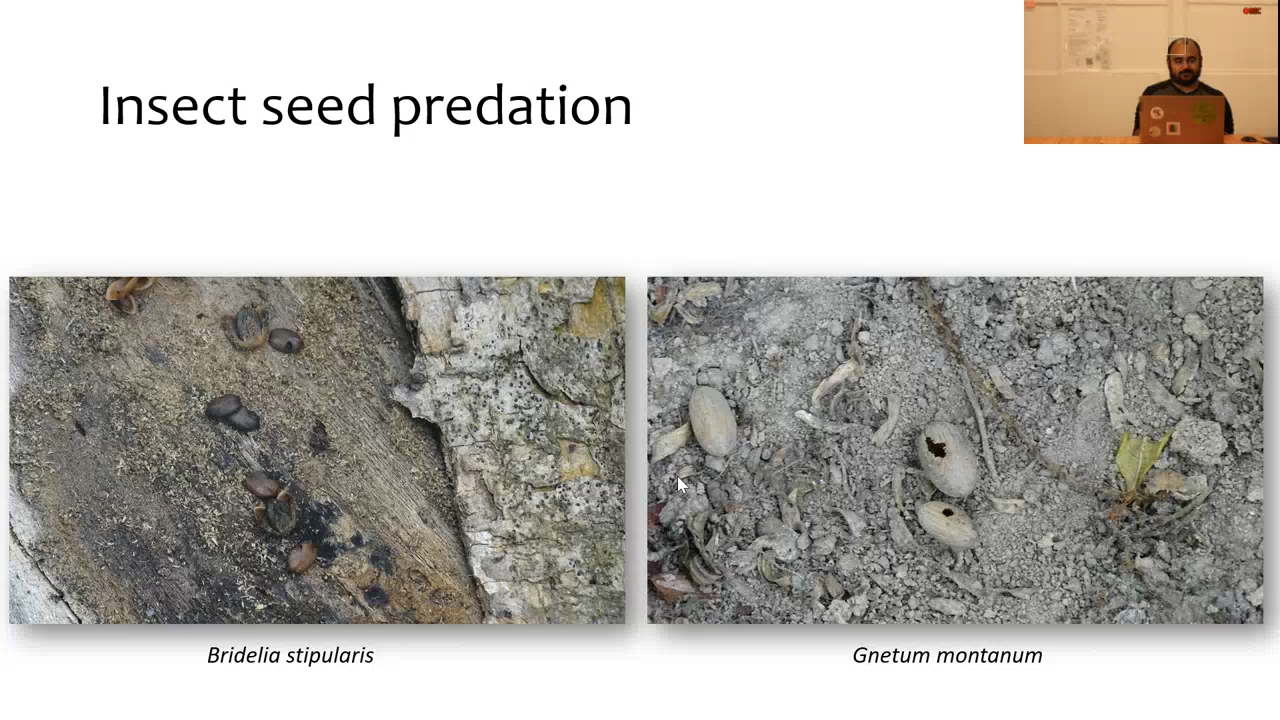 Insect seed predation
Bridelia stipularis
Gnetum montanum